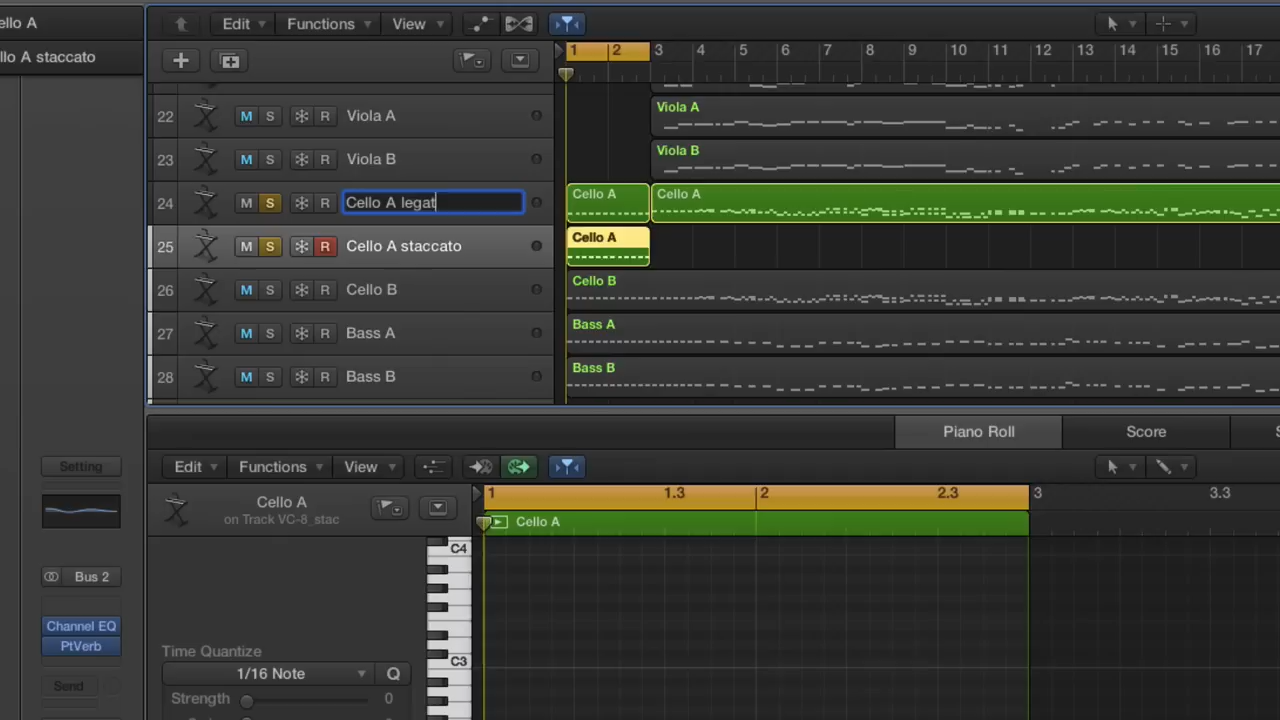 ello A
Edit Functions View
llo A staccato
1 2 3 4 5 6 7 8 9 10 11 12 13 14 15 16 17
22 M S R Viola A
Viola A
23 M S R Viola B
Viola B
24 M S R Cello A legat
Cello A Cello A
25 M S R Cello A staccato
Cello A
26 M S R Cello B
Cello B
27 M S R Bass A
Bass A
28 M S R Bass B
Bass B
Piano Roll Score S
Setting
Edit Functions View
Cello A
on Track VC-8_stac
1 1.3 2 2.3 3 3.3
Cello A
C4
Bus 2
Channel EQ
PtVerb
Send
Time Quantize
C3
1/16 Note Q
Strength 0